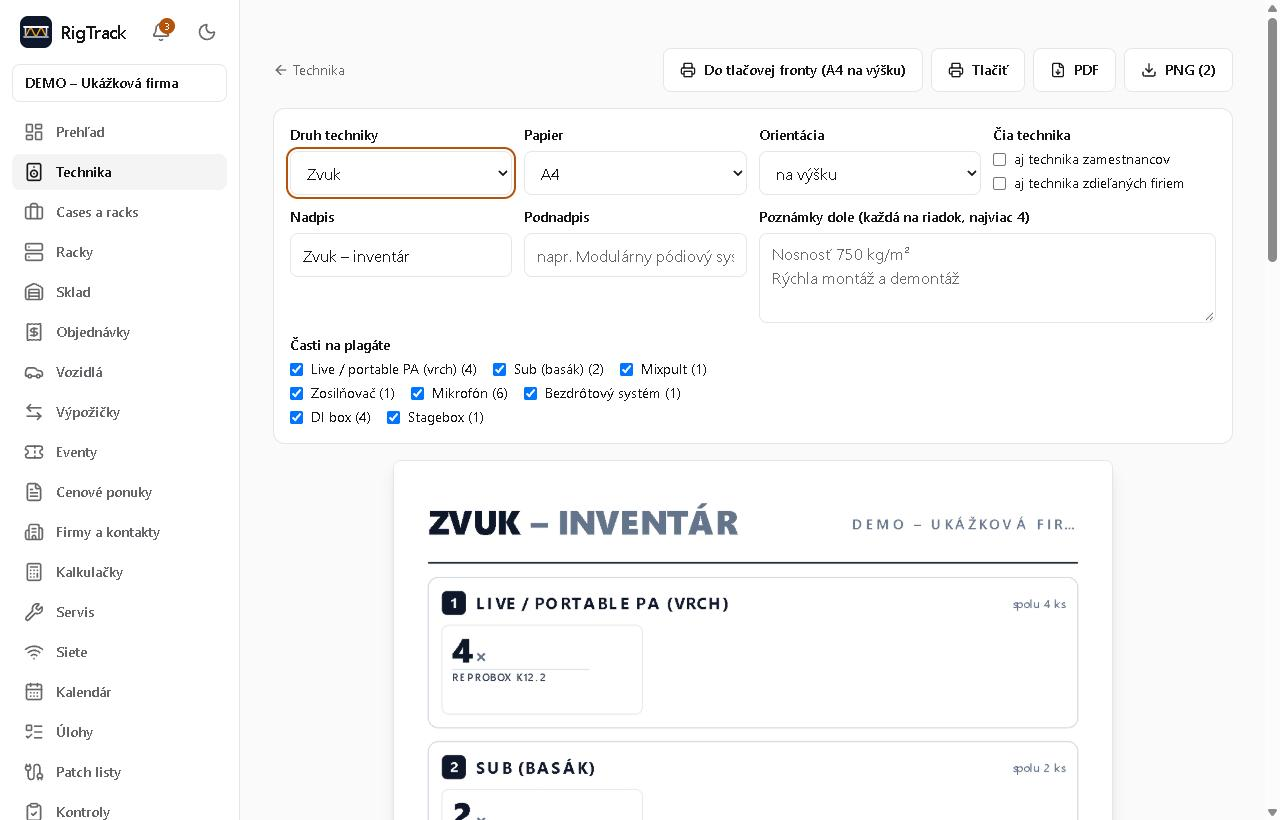 RigTrack
3
DEMO – Ukážková firma
Prehľad
Technika
Cases a racks
Racky
Sklad
Objednávky
Vozidlá
Výpožičky
Eventy
Cenové ponuky
Firmy a kontakty
Kalkulačky
Servis
Siete
Kalendár
Úlohy
Patch listy
Kontroly
Technika
Do tlačovej fronty (A4 na výšku)
Tlačiť
PDF
PNG (2)
Druh techniky
Papier
Orientácia
Čia technika
Zvuk
A4
na výšku
aj technika zamestnancov
aj technika zdieľaných firiem
Nadpis
Podnadpis
Poznámky dole (každá na riadok, najviac 4)
Zvuk – inventár
napr. Modulárny pódiový sys
Nosnosť 750 kg/m²
Rýchla montáž a demontáž
Časti na plagáte
Live / portable PA (vrch) (4)
Sub (basák) (2)
Mixpult (1)
Zosilňovač (1)
Mikrofón (6)
Bezdrôtový systém (1)
DI box (4)
Stagebox (1)
ZVUK – INVENTÁR
DEMO – UKÁŽKOVÁ FIR…
1 LIVE / PORTABLE PA (VRCH)
spolu 4 ks
4×
REPROBOX K12.2
2 SUB (BASÁK)
spolu 2 ks
2×